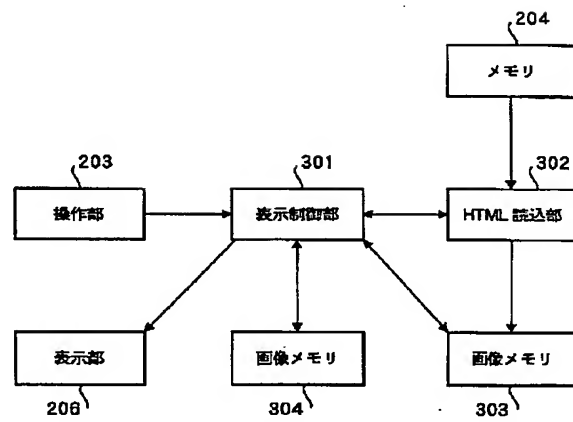 204
メモリ
203
301
302
操作部
表示制御部
HTML 読込部
表示部
画像メモリ
画像メモリ
206
304
303